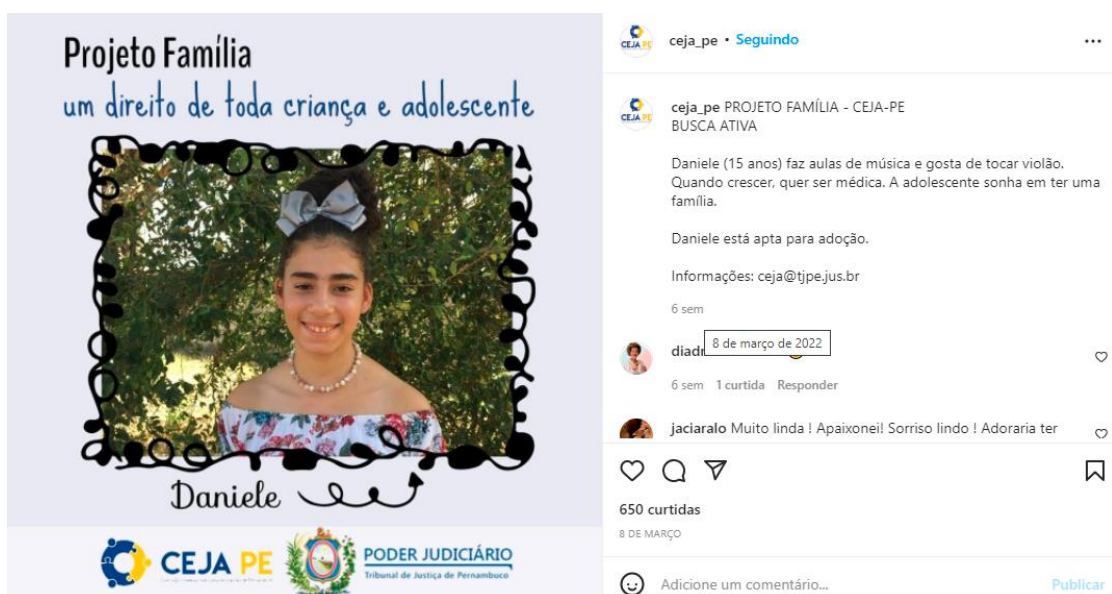 Projeto Família
um direito de toda criança e adolescente
Daniele
CEJA PE
PODER JUDICIÁRIO
Tribunal de Justiça de Pernambuco
CEJA PE
ceja_pe • Seguindo
CEJA PE
ceja_pe PROJETO FAMÍLIA - CEJA-PE
BUSCA ATIVA
Daniele (15 anos) faz aulas de música e gosta de tocar violão.
Quando crescer, quer ser médica. A adolescente sonha em ter uma
família.
Daniele está apta para adoção.
Informações: ceja@tjpe.jus.br
6 sem
8 de março de 2022
6 sem 1 curtida Responder
jaciaralo Muito linda ! Apaixonei! Sorriso lindo ! Adoraria ter
650 curtidas
8 DE MARÇO
Adicione um comentário...
Publicar